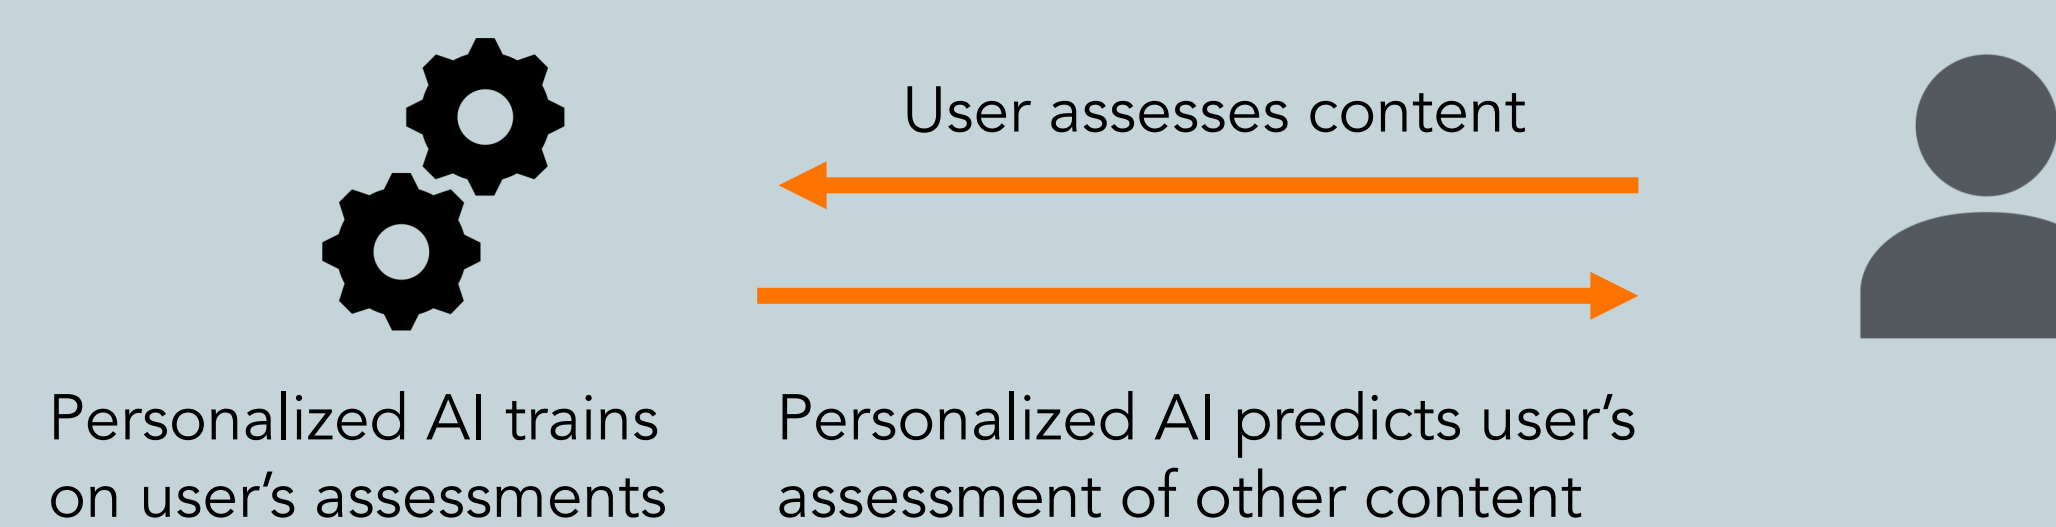 User assesses content
Personalized AI trains
on user’s assessments
Personalized AI predicts user’s
assessment of other content